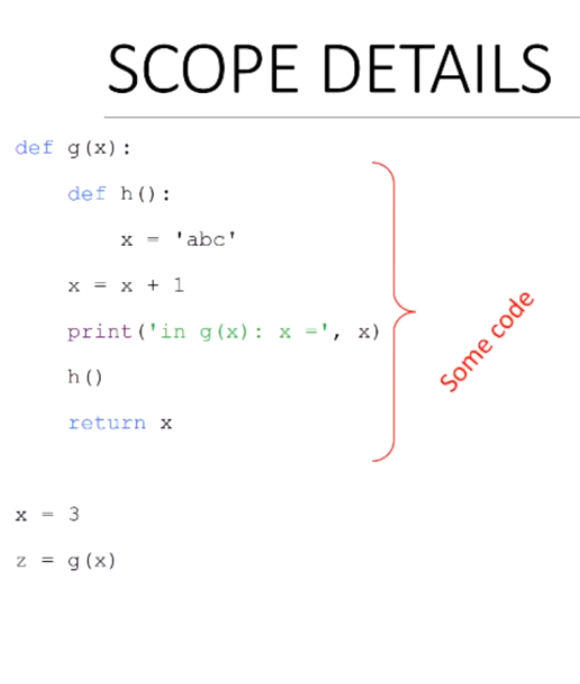 SCOPE DETAILS
def g(x):
    def h():
        x = 'abc'
    x = x + 1
    print('in g(x): x =', x)
    h()
    return x
Some code
x = 3
z = g(x)